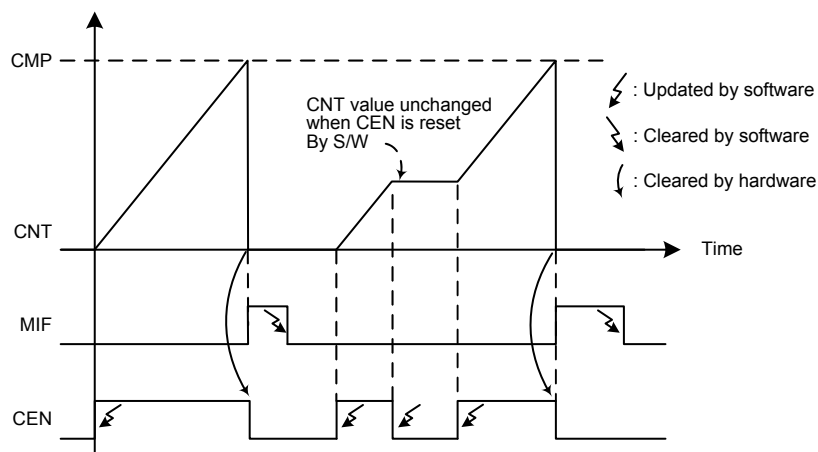 CMP
CNT value unchanged
when CEN is reset
By S/W
: Updated by software
: Cleared by software
: Cleared by hardware
CNT
Time
MIF
CEN